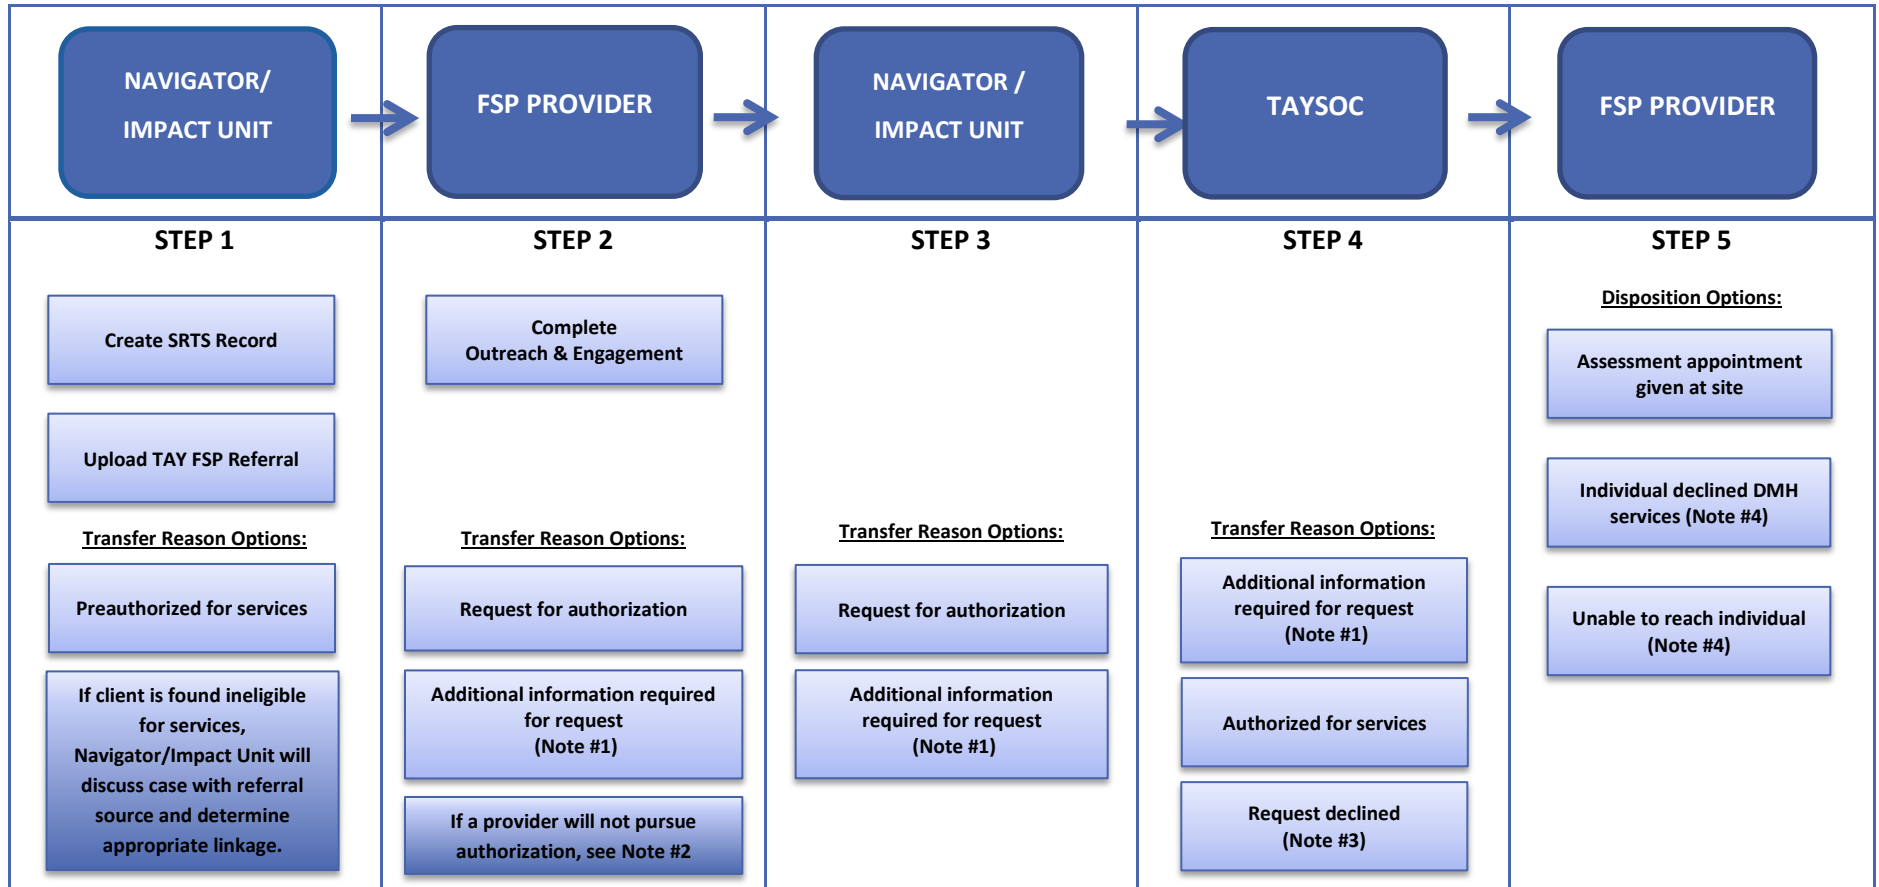 NAVIGATOR/
IMPACT UNIT
FSP PROVIDER
NAVIGATOR /
IMPACT UNIT
TAYSOC
FSP PROVIDER
STEP 1
Create SRTS Record
Upload TAY FSP Referral
Transfer Reason Options:
Preauthorized for services
If client is found ineligible
for services,
Navigator/Impact Unit will
discuss case with referral
source and determine
appropriate linkage.
STEP 2
Complete
Outreach & Engagement
Transfer Reason Options:
Request for authorization
Additional information required
for request
(Note #1)
If a provider will not pursue
authorization, see Note #2
STEP 3
Transfer Reason Options:
Request for authorization
Additional information
required for request
(Note #1)
STEP 4
Transfer Reason Options:
Additional information
required for request
(Note #1)
Authorized for services
Request declined
(Note #3)
STEP 5
Disposition Options:
Assessment appointment
given at site
Individual declined DMH
services (Note #4)
Unable to reach individual
(Note #4)